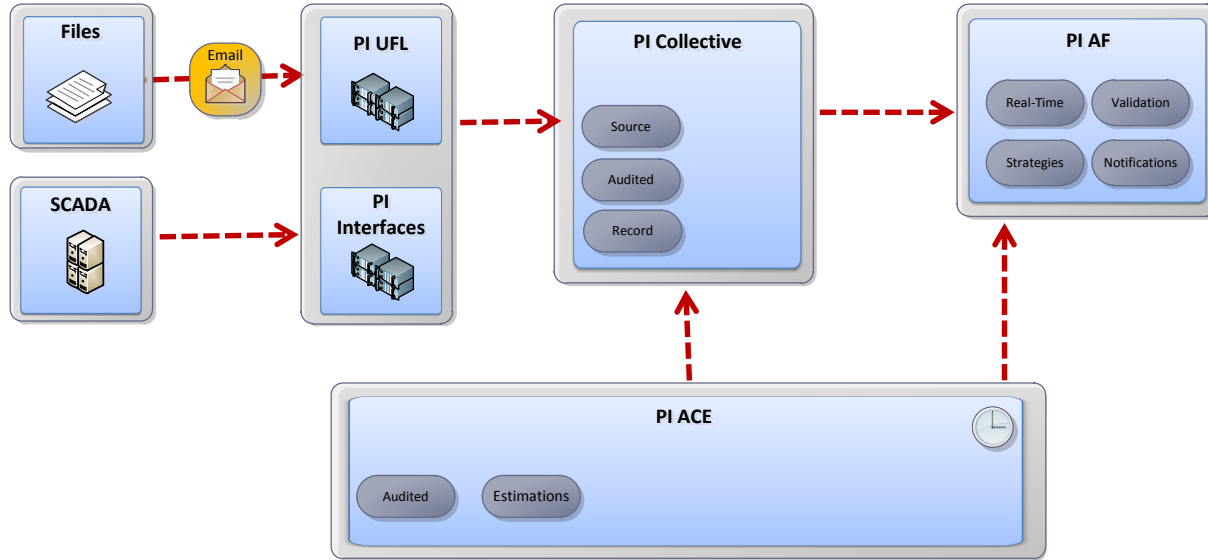 Files
Email
PI UFL
PI Collective
PI AF
Real-Time
Validation
Source
Strategies
Notifications
Audited
SCADA
PI
Interfaces
Record
PI ACE
Audited
Estimations